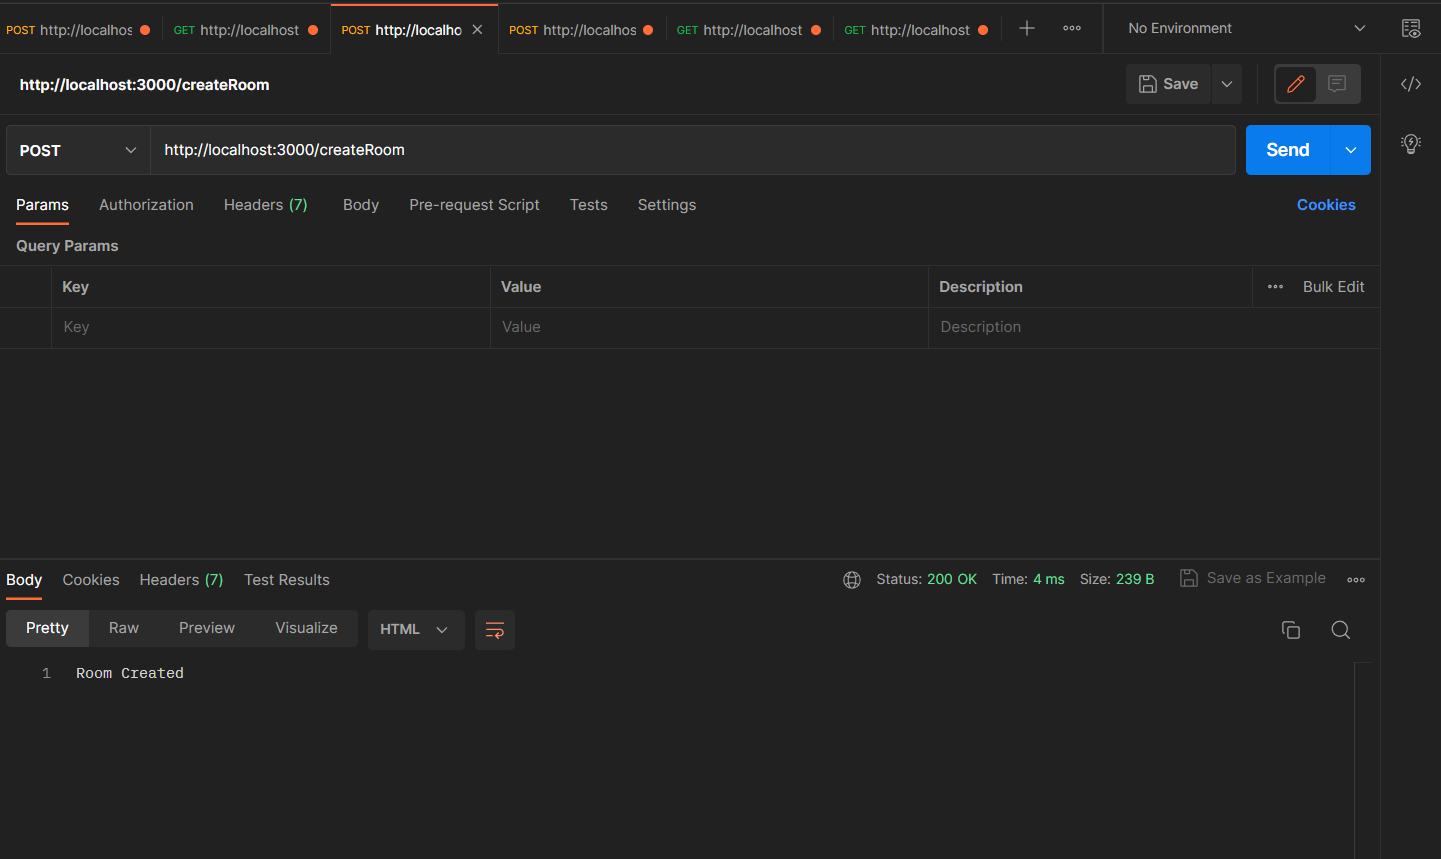 POST http://localhos GET http://localhost POST http://localho POST http://localhos GET http://localhost GET http://localhost No Environment
http://localhost:3000/createRoom Save
POST http://localhost:3000/createRoom Send
Params Authorization Headers (7) Body Pre-request Script Tests Settings Cookies
Query Params
Key Value Description Bulk Edit
Key Value Description
Body Cookies Headers (7) Test Results Status: 200 OK Time: 4 ms Size: 239 B Save as Example
Pretty Raw Preview Visualize HTML
1 Room Created